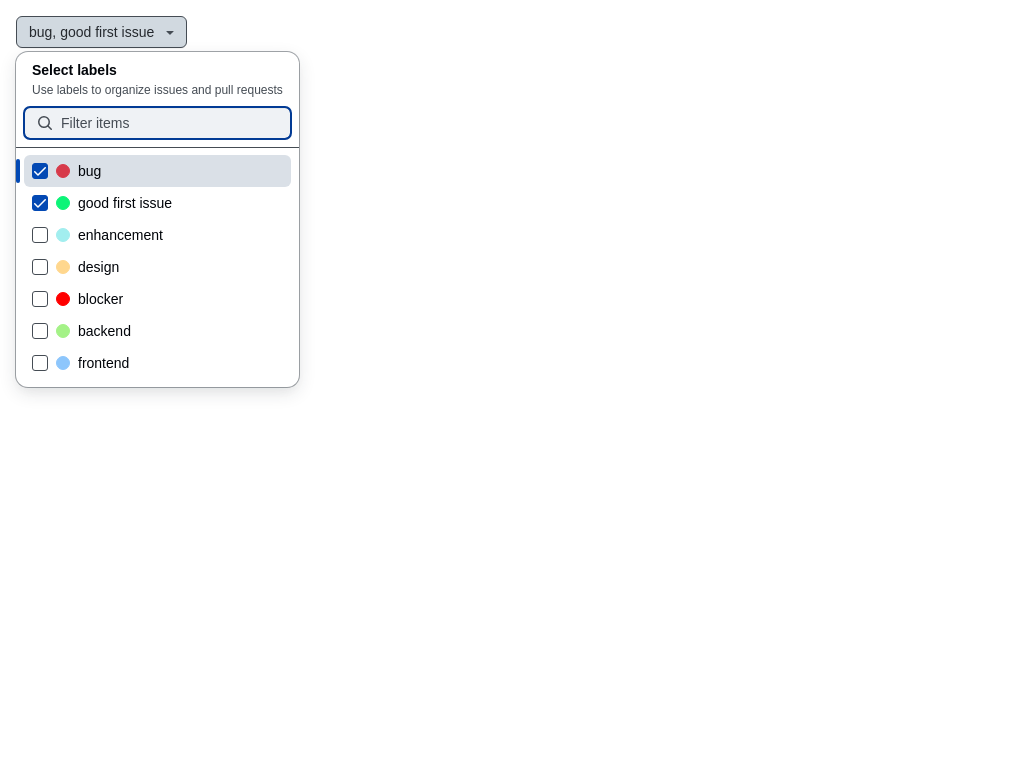 bug, good first issue
Select labels
Use labels to organize issues and pull requests
Filter items
bug
good first issue
enhancement
design
blocker
backend
frontend